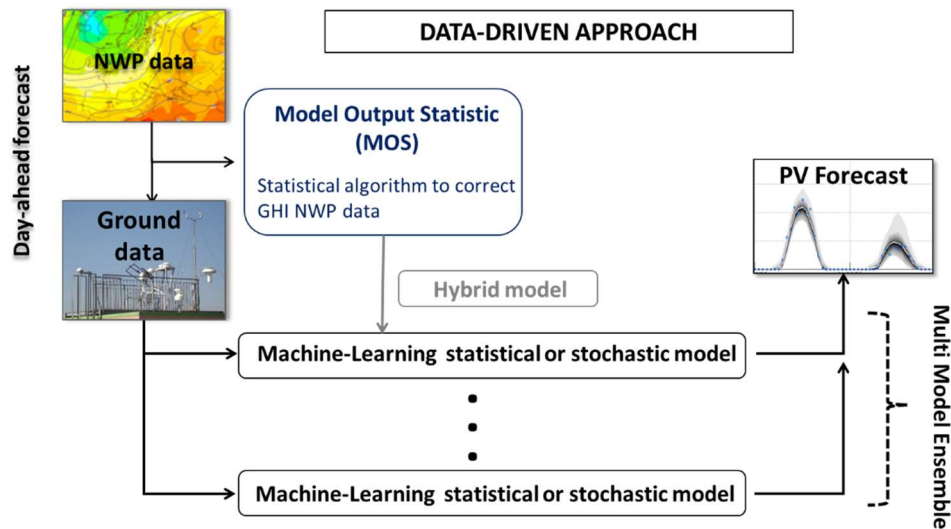 DATA-DRIVEN APPROACH
NWP data
Day-ahead forecast
Model Output Statistic
(MOS)
Statistical algorithm to correct
GHI NWP data
Ground
data
PV Forecast
Hybrid model
Machine-Learning statistical or stochastic model
Machine-Learning statistical or stochastic model
Multi Model Ensemble